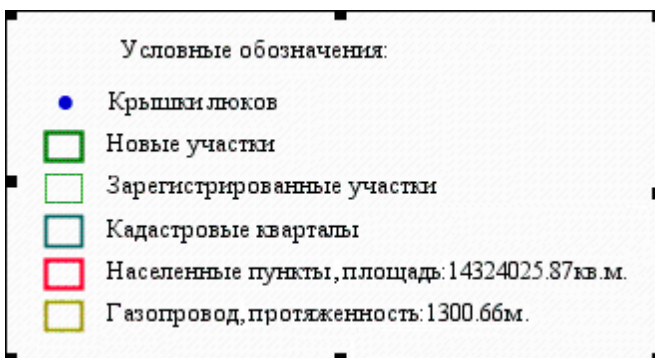 Условные обозначения:
Крышки люков
Новые участки
Зарегистрированные участки
Кадастровые кварталы
Населенные пункты, площадь:14324025.87кв.м.
Газопровод, протяженность:1300.66м.